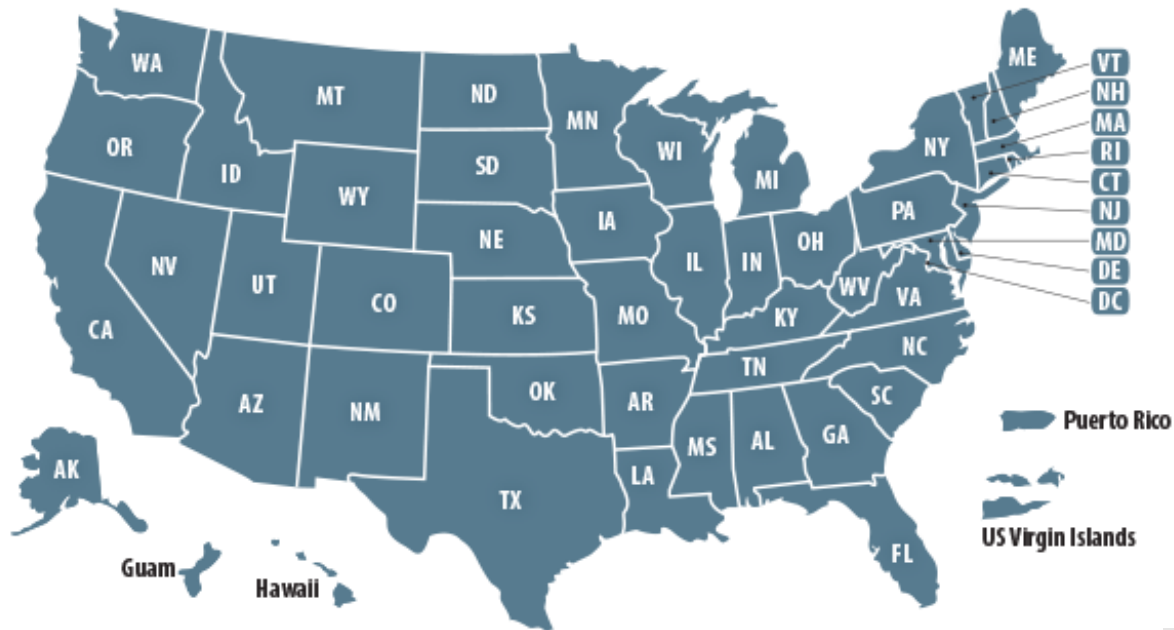 WA
MT
ND
MN
ME
VT
NH
MA
RI
CT
NJ
MD
DE
DC
OR
ID
WY
SD
WI
MI
NY
NV
UT
CO
NE
IA
IL
IN
OH
PA
CA
KS
MO
KY
WV
VA
AZ
NM
OK
AR
TN
NC
SC
TX
LA
MS
AL
GA
FL
AK
Guam
Hawaii
Puerto Rico
US Virgin Islands